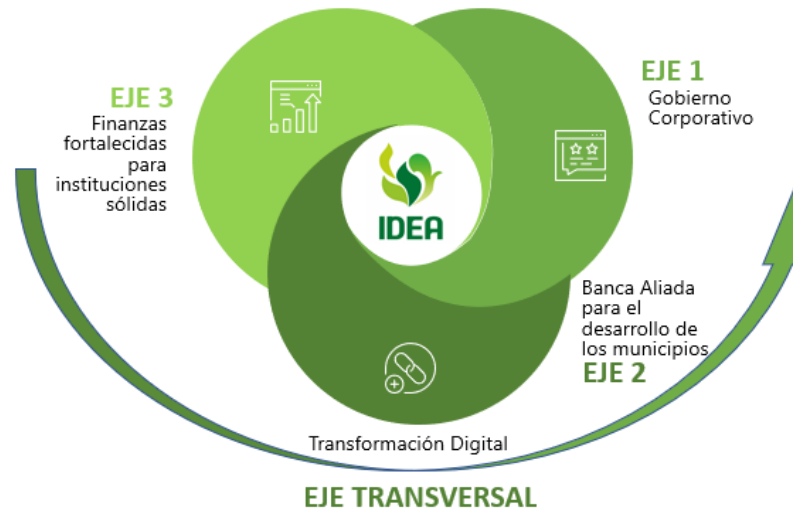 EJE 1
Gobierno
Corporativo
EJE 3
Finanzas
fortalecidas
para
instituciones
sólidas
IDEA
Banca Aliada
para el
desarrollo de
los municipios
EJE 2
Transformación Digital
EJE TRANSVERSAL